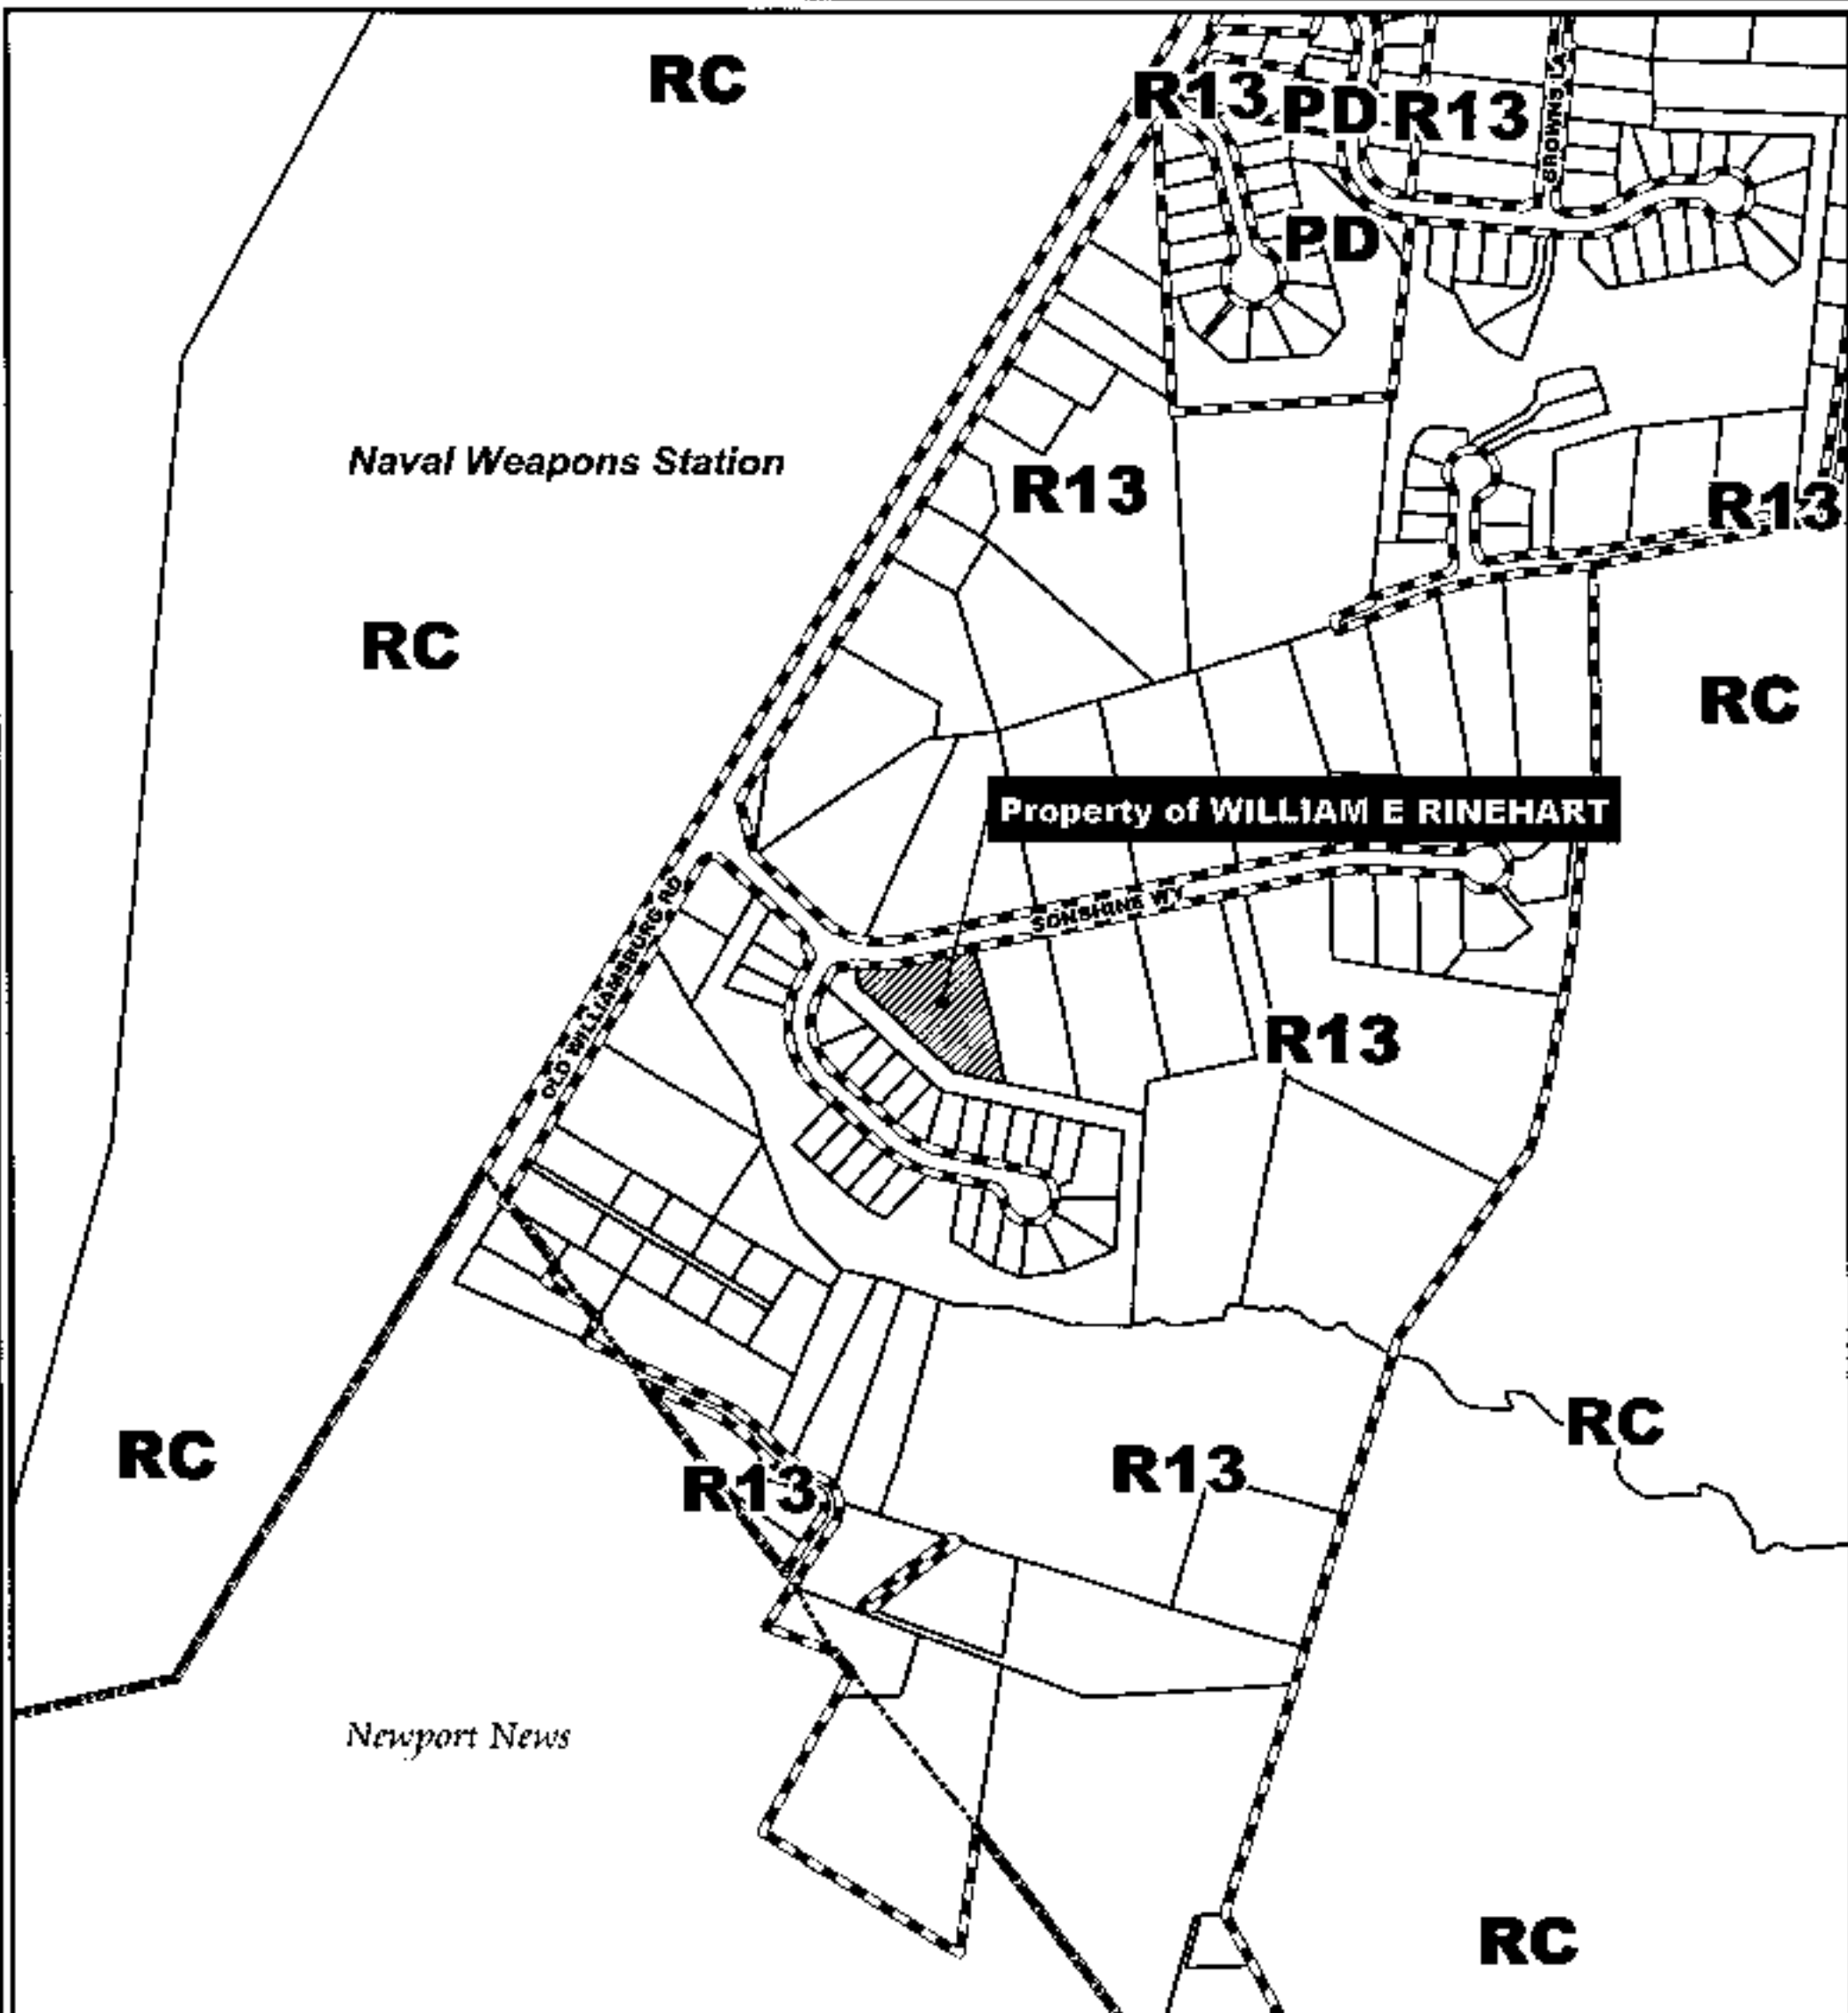 RC
R13 PD R13
BROWNS LA
PD
Naval Weapons Station
R13
R13
RC
RC
Property of WILLIAM E RINEHART
SONSHINE WY
OLD WILLIAMSBURG RD
R13
RC
RC
R13
R13
Newport News
RC